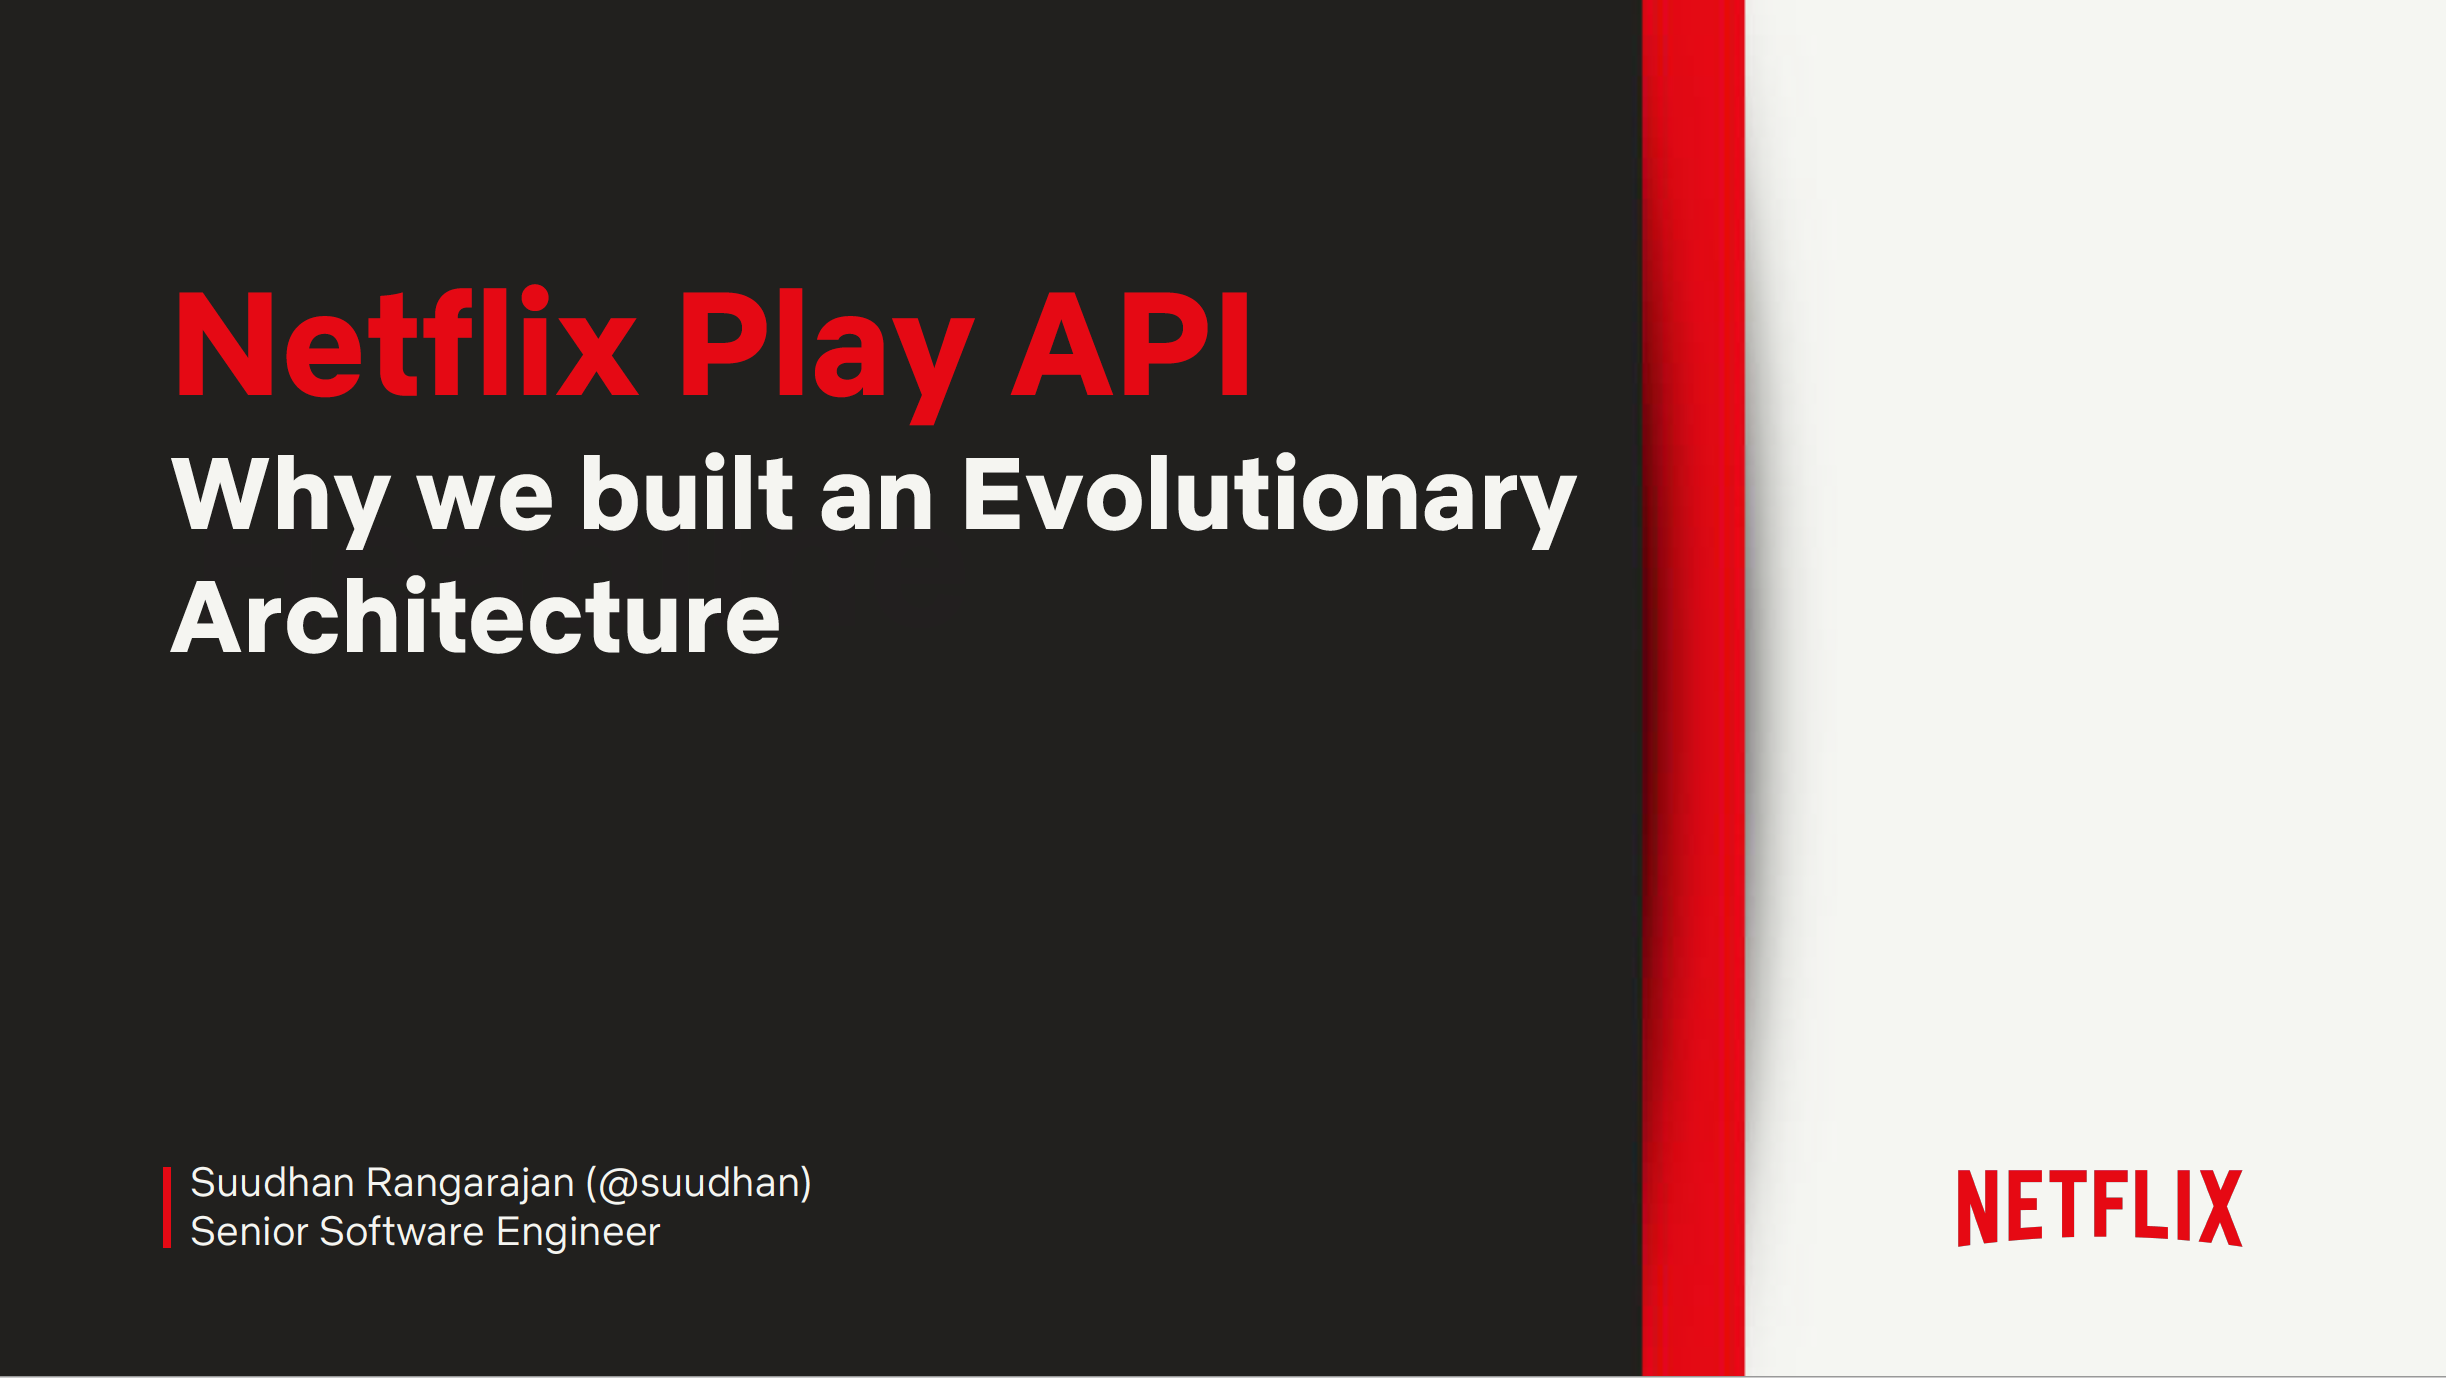 Netflix Play API
Why we built an Evolutionary
Architecture
Suudhan Rangarajan (@suudhan)
Senior Software Engineer
NETFLIX